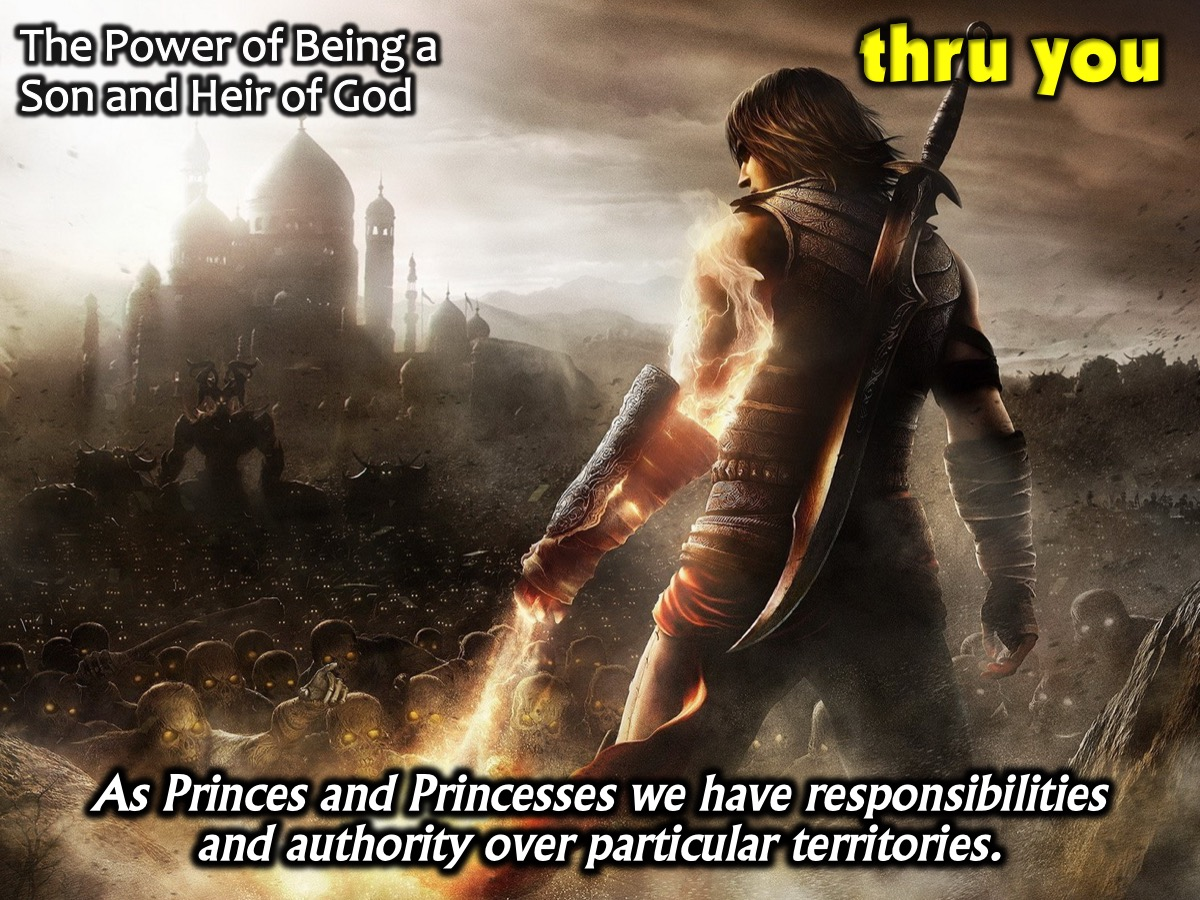 The Power of Being a
Son and Heir of God
thru you
As Princes and Princesses we have responsibilities
and authority over particular territories.